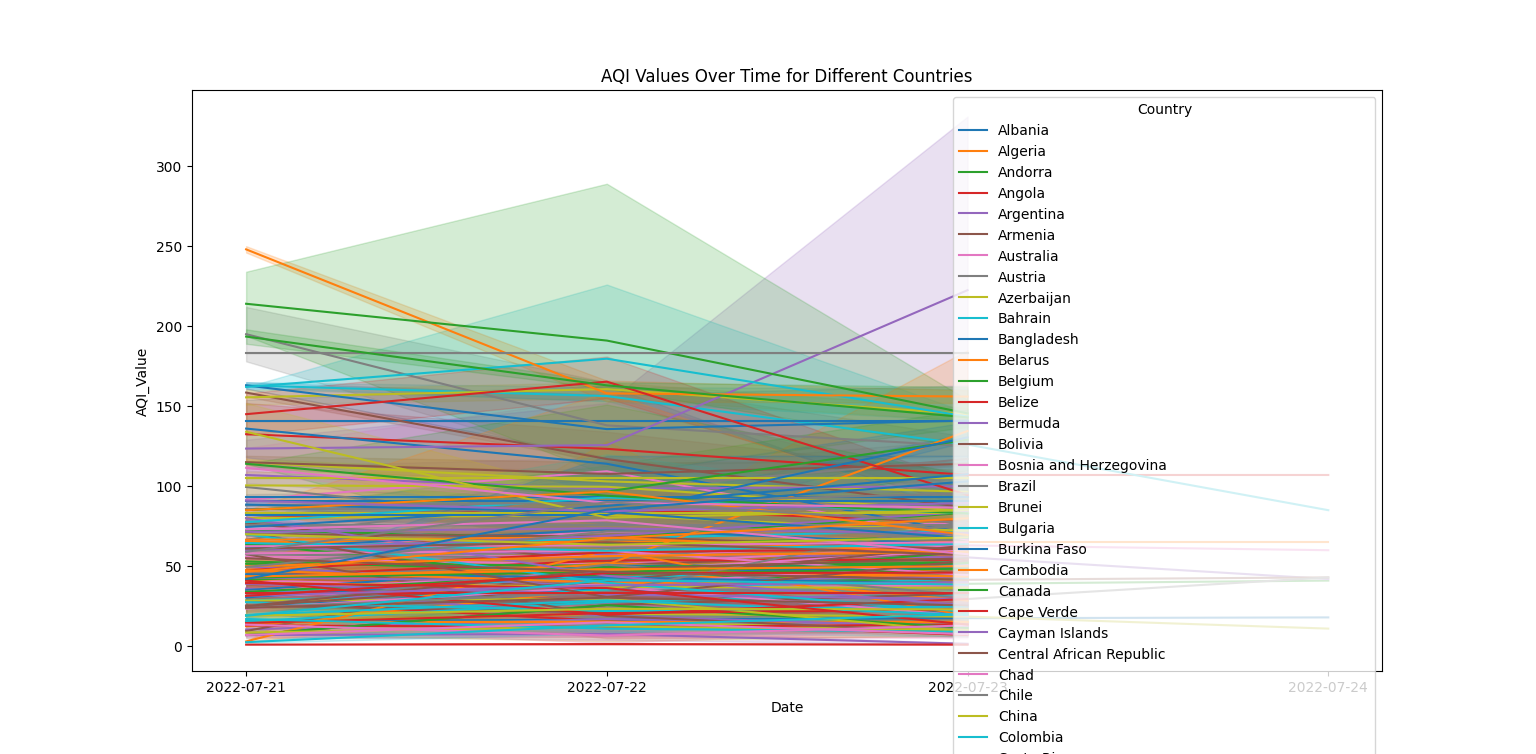 AQI Values Over Time for Different Countries
AQI_Value
300
250
200
150
100
50
0
2022-07-21
2022-07-22
2022-07-23
2022-07-24
Date
Country
Albania
Algeria
Andorra
Angola
Argentina
Armenia
Australia
Austria
Azerbaijan
Bahrain
Bangladesh
Belarus
Belgium
Belize
Bermuda
Bolivia
Bosnia and Herzegovina
Brazil
Brunei
Bulgaria
Burkina Faso
Cambodia
Canada
Cape Verde
Cayman Islands
Central African Republic
Chad
Chile
China
Colombia